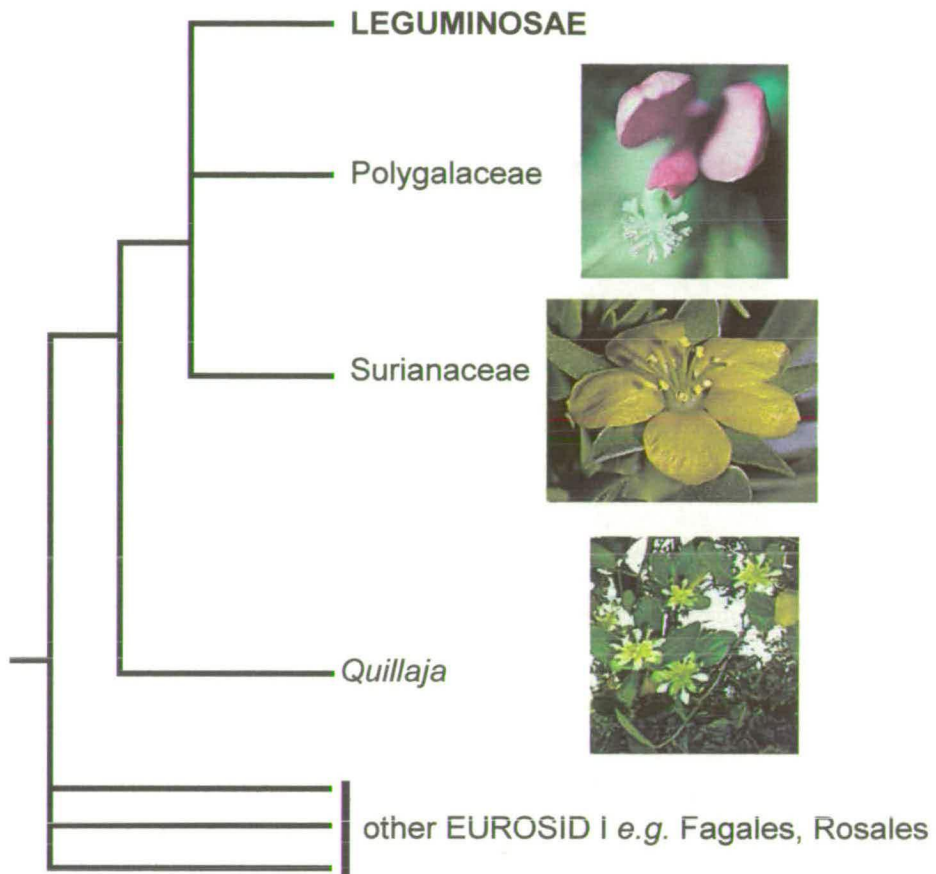 LEGUMINOSAE
Polygalaceae
Surianaceae
Quillaja
other EUROSID I e.g. Fagales, Rosales